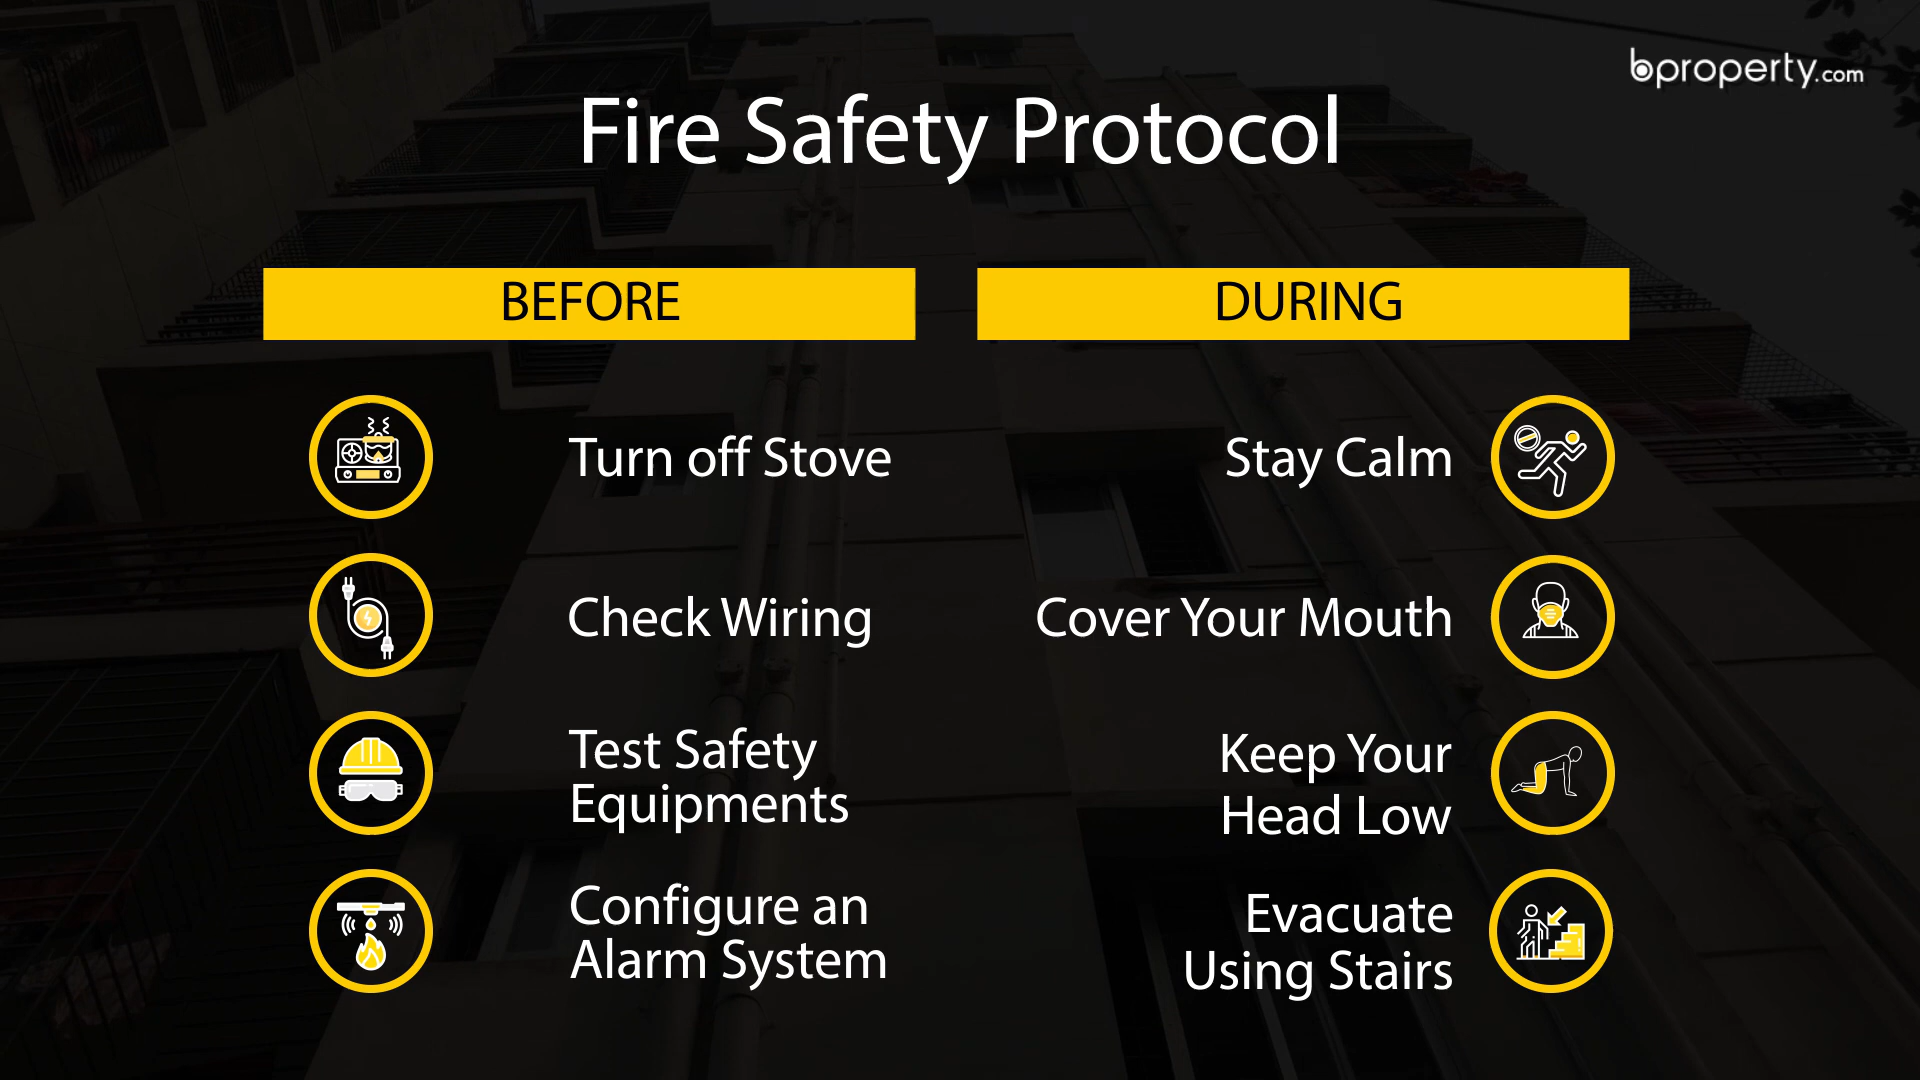 bproperty.com
Fire Safety Protocol
BEFORE
Turn off Stove
Check Wiring
Test Safety
Equipments
Configure an
Alarm System
DURING
Stay Calm
Cover Your Mouth
Keep Your
Head Low
Evacuate
Using Stairs